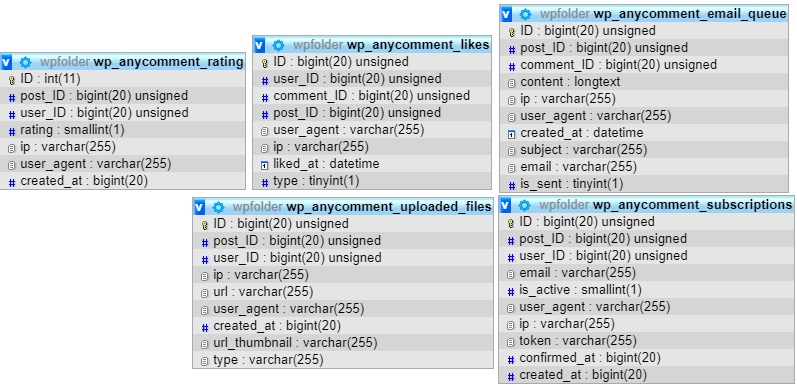 wpfolder wp_anycomment_rating
ID : int(11)
post_ID : bigint(20) unsigned
user_ID : bigint(20) unsigned
rating : smallint(1)
ip : varchar(255)
user_agent : varchar(255)
created_at : bigint(20)
wpfolder wp_anycomment_likes
ID : bigint(20) unsigned
user_ID : bigint(20) unsigned
comment_ID : bigint(20) unsigned
post_ID : bigint(20) unsigned
user_agent : varchar(255)
ip : varchar(255)
liked_at : datetime
type : tinyint(1)
wpfolder wp_anycomment_email_queue
ID : bigint(20) unsigned
post_ID : bigint(20) unsigned
comment_ID : bigint(20) unsigned
content : longtext
ip : varchar(255)
user_agent : varchar(255)
created_at : datetime
subject : varchar(255)
email : varchar(255)
is_sent : tinyint(1)
wpfolder wp_anycomment_uploaded_files
ID : bigint(20) unsigned
post_ID : bigint(20) unsigned
user_ID : bigint(20) unsigned
ip : varchar(255)
url : varchar(255)
user_agent : varchar(255)
created_at : bigint(20)
url_thumbnail : varchar(255)
type : varchar(255)
wpfolder wp_anycomment_subscriptions
ID : bigint(20) unsigned
post_ID : bigint(20) unsigned
user_ID : bigint(20) unsigned
email : varchar(255)
is_active : smallint(1)
user_agent : varchar(255)
ip : varchar(255)
token : varchar(255)
confirmed_at : bigint(20)
created_at : bigint(20)